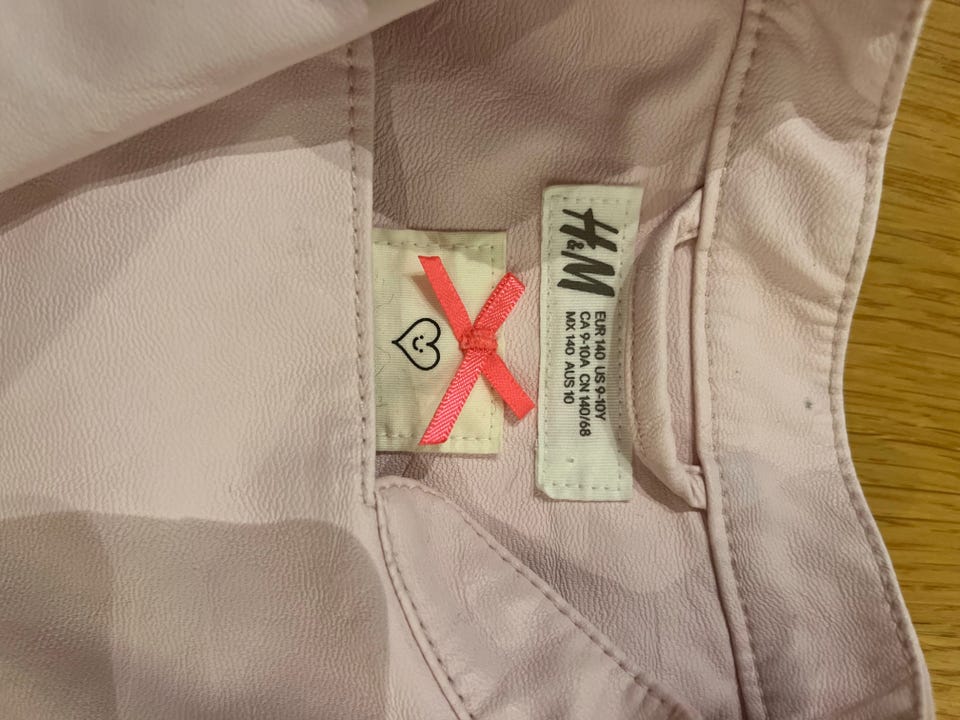 H&M
EUR 140 US 9-10Y
CA 9-10A CN 140/68
MX 140 AUS 10